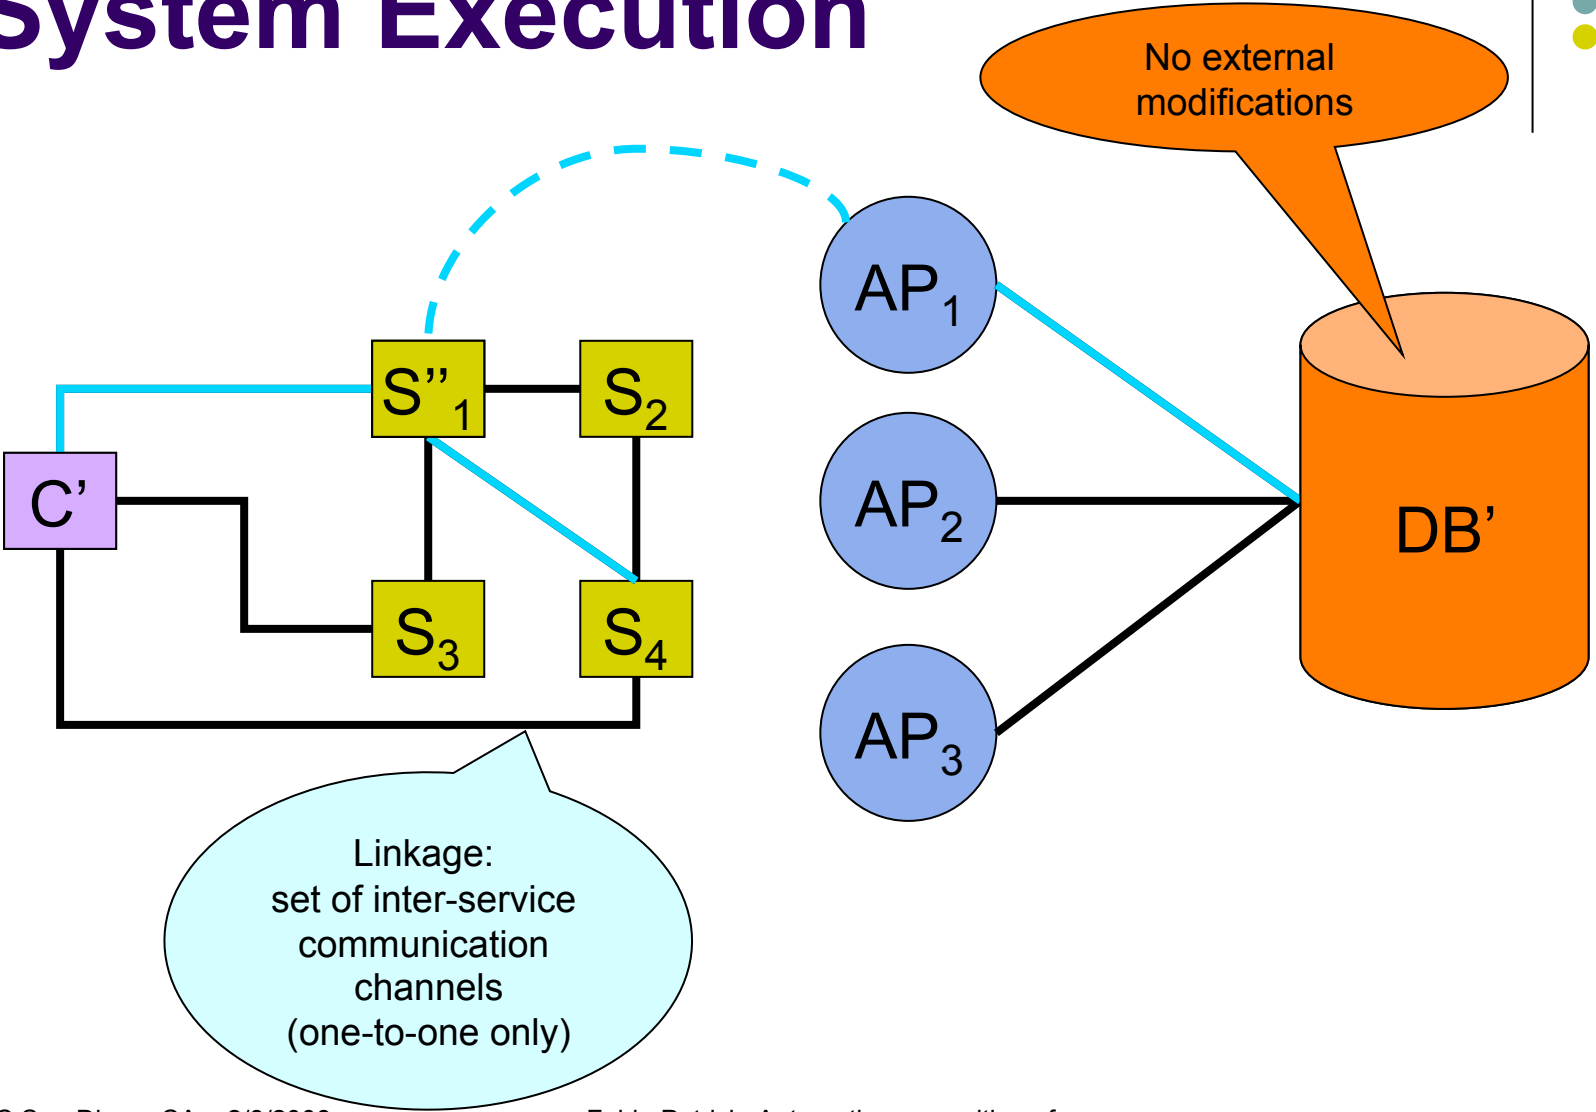 System Execution
No external
modifications
AP1
S”1
S2
C’
AP2
DB’
S3
S4
AP3
Linkage:
set of inter-service
communication
channels
(one-to-one only)